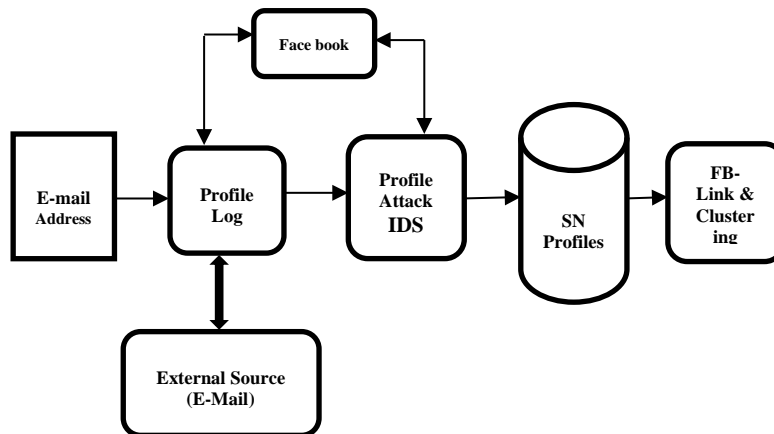 Face book
E-mail
Address
Profile
Log
Profile
Attack
IDS
SN
Profiles
FB-
Link &
Cluster
ing
External Source
(E-Mail)